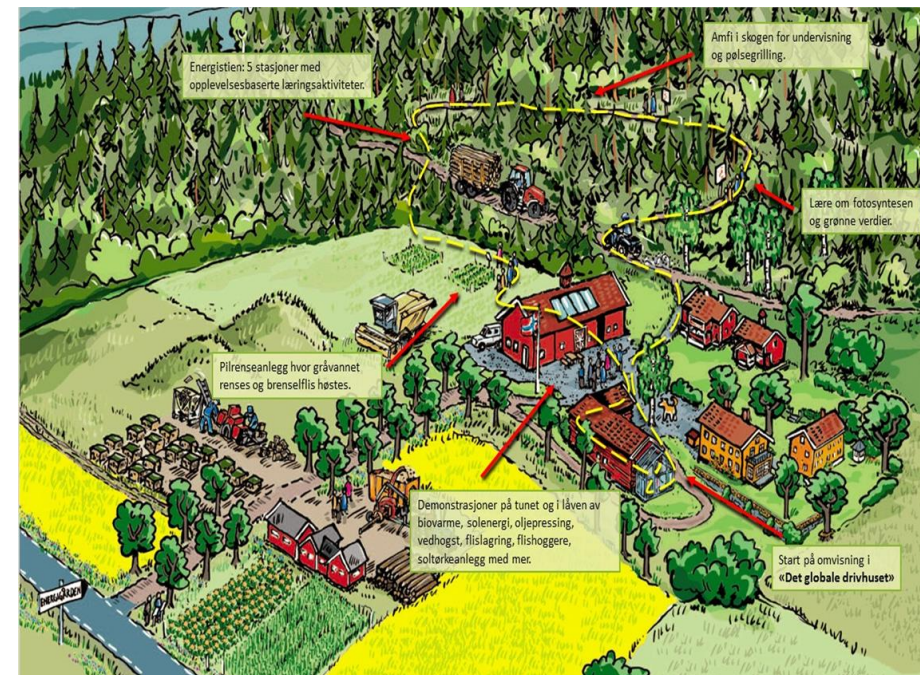 Amfi i skogen for undervisning
og pølsegrilling.
Energistien: 5 stasjoner med
opplevelsesbaserte læringsaktiviteter.
Lære om fotosyntesen
og grønne verdier.
Pilrenseanlegg hvor gråvannet
renses og brenselflis høstes.
Demonstrasjoner på tunet og i låven av
biovarme, solenergi, oljepressing,
vedhogst, flislagring, flishoggere,
soltørkeanlegg med mer.
Start på omvisning i
«Det globale drivhuset»
ENERGIGÅRDEN